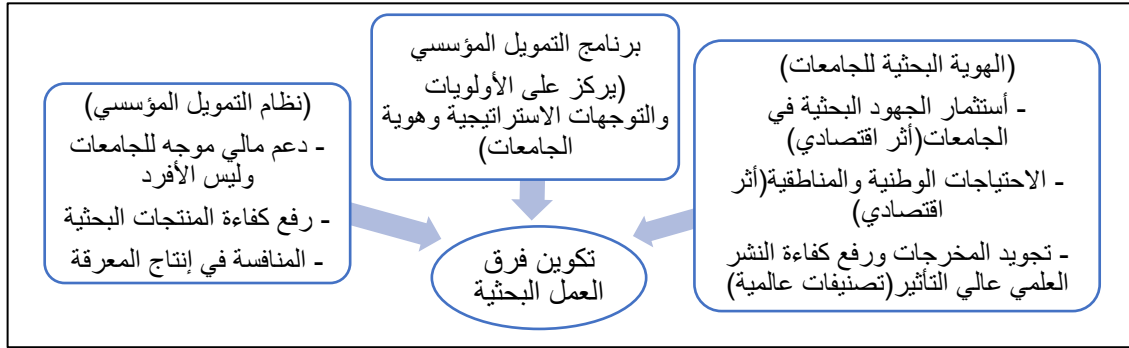 (الهوية البحثية للجامعات)
- أستثمار الجهود البحثية في
الجامعات(أثر اقتصادي)
- الاحتياجات الوطنية والمناطقية(أثر
اقتصادي)
- تجويد المخرجات ورفع كفاءة النشر
العلمي عالي التأثير(تصنيفات عالمية)
برنامج التمويل المؤسسي
(يركز على الأولويات
والتوجهات الاستراتيجية وهوية
الجامعات)
(نظام التمويل المؤسسي)
- دعم مالي موجه للجامعات
وليس الأفرد
- رفع كفاءة المنتجات البحثية
- المنافسة في إنتاج المعرقة
تكوين فرق
العمل البحثية